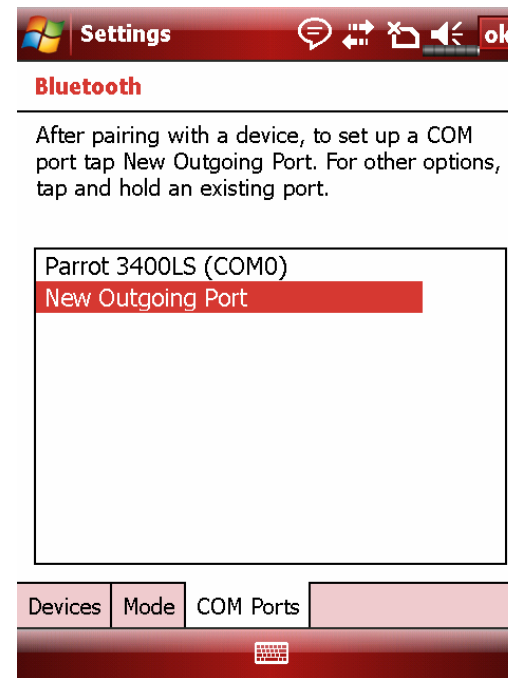 Settings
ok
Bluetooth
After pairing with a device, to set up a COM
port tap New Outgoing Port. For other options,
tap and hold an existing port.
Parrot 3400LS (COM0)
New Outgoing Port
Devices
Mode
COM Ports